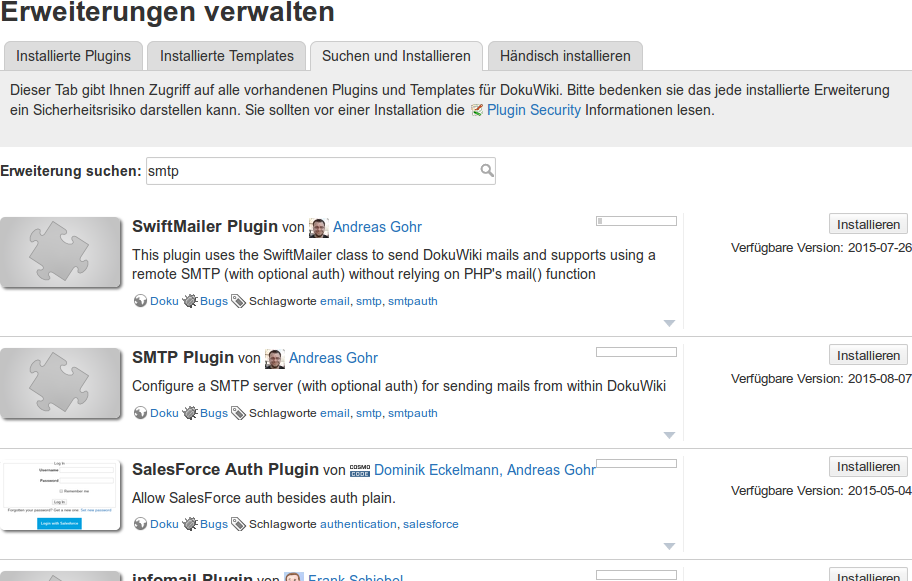 Erweiterungen verwalten
Installierte Plugins Installierte Templates Suchen und Installieren Händisch installieren
Dieser Tab gibt Ihnen Zugriff auf alle vorhandenen Plugins und Templates für DokuWiki. Bitte bedenken sie das jede installierte Erweiterung
ein Sicherheitsrisiko darstellen kann. Sie sollten vor einer Installation die Plugin Security Informationen lesen.
Erweiterung suchen: smtp
SwiftMailer Plugin von Andreas Gohr
Installieren
Verfügbare Version: 2015-07-26
This plugin uses the SwiftMailer class to send DokuWiki mails and supports using a
remote SMTP (with optional auth) without relying on PHP's mail() function
Doku Bugs Schlagworte email, smtp, smtpauth
SMTP Plugin von Andreas Gohr
Installieren
Verfügbare Version: 2015-08-07
Configure a SMTP server (with optional auth) for sending mails from within DokuWiki
Doku Bugs Schlagworte email, smtp, smtpauth
Log In
Username
Password
Remember me
Log In
Forgotten your password? Get a new one: Set new password
Login with Salesforce
SalesForce Auth Plugin von COSMO CODE Dominik Eckelmann, Andreas Gohr
Installieren
Verfügbare Version: 2015-05-04
Allow SalesForce auth besides auth plain.
Doku Bugs Schlagworte authentication, salesforce
infomail Plugin von Frank Schiebel
Installieren